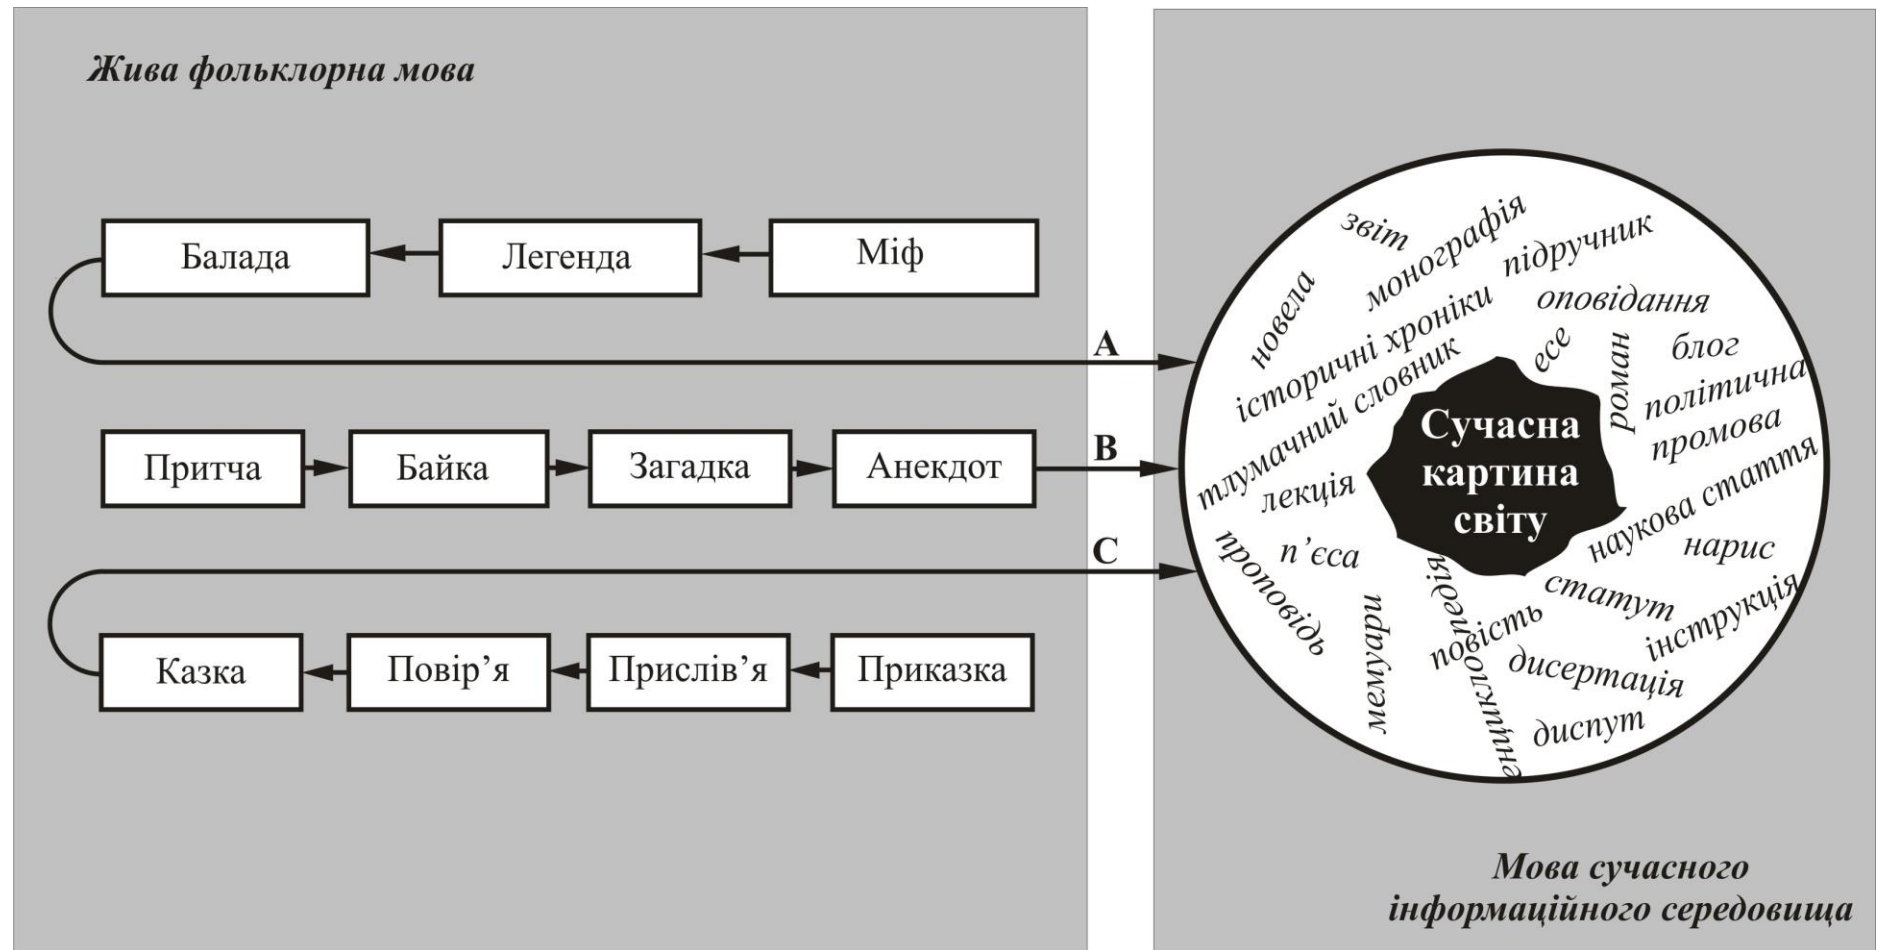 Жива фольклорна мова
Балада
Легенда
Міф
A
Притча
Байка
Загадка
Анекдот
B
C
Казка
Повір’я
Прислів’я
Приказка
звіт
монографія
підручник
новела
історичні хроніки
оповідання
тлумачний словник
есе
роман
блог
політична
промова
лекція
Сучасна
картина
світу
наукова стаття
проповідь
п’єса
нарис
мемуари
енциклопедія
повість
статут
інструкція
дисертація
диспут
Мова сучасного
інформаційного середовища